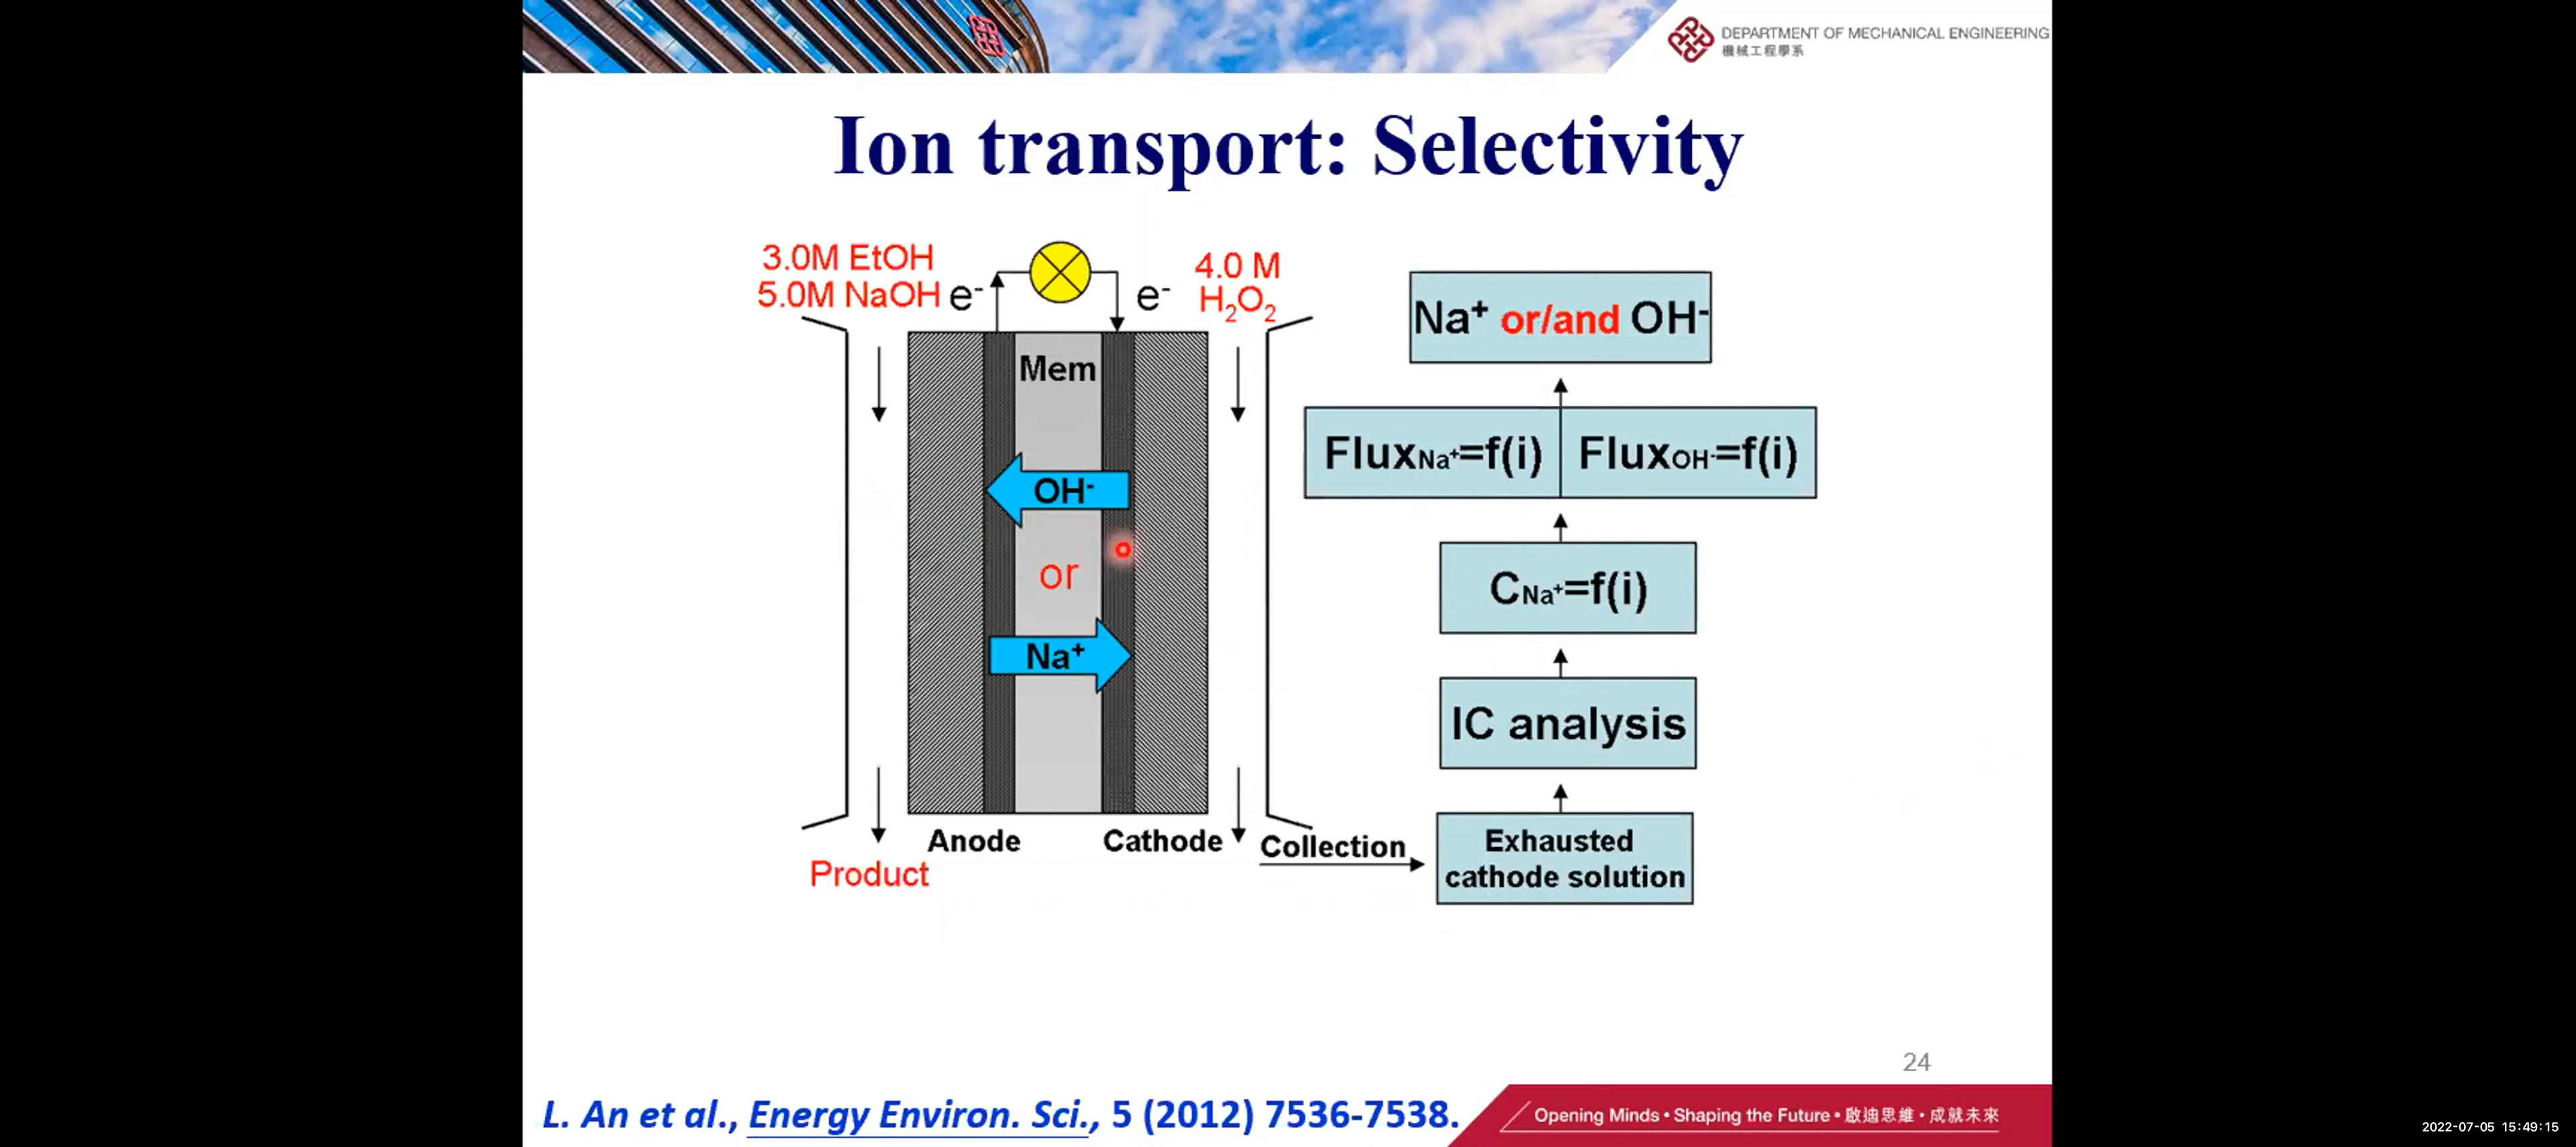 DEPARTMENT OF MECHANICAL ENGINEERING
機械工程學系
Ion transport: Selectivity
3.0M EtOH
5.0M NaOH
e-
e-
4.0 M
H2O2
Mem
OH-
or
Na+
Anode
Cathode
Product
Collection
Na+ or/and OH-
FluxNa+=f(i)
FluxOH-=f(i)
CNa+=f(i)
IC analysis
Exhausted
cathode solution
24
L. An et al., Energy Environ. Sci., 5 (2012) 7536-7538.
Opening Minds • Shaping the Future • 啟迪思維 • 成就未來
2022-07-05 15:49:15